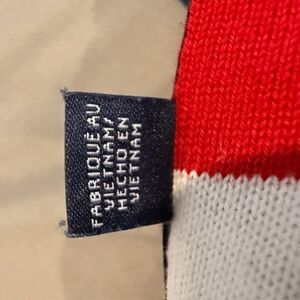 FABRIQUÉ AU
VIETNAM/
HECHO EN
VIETNAM